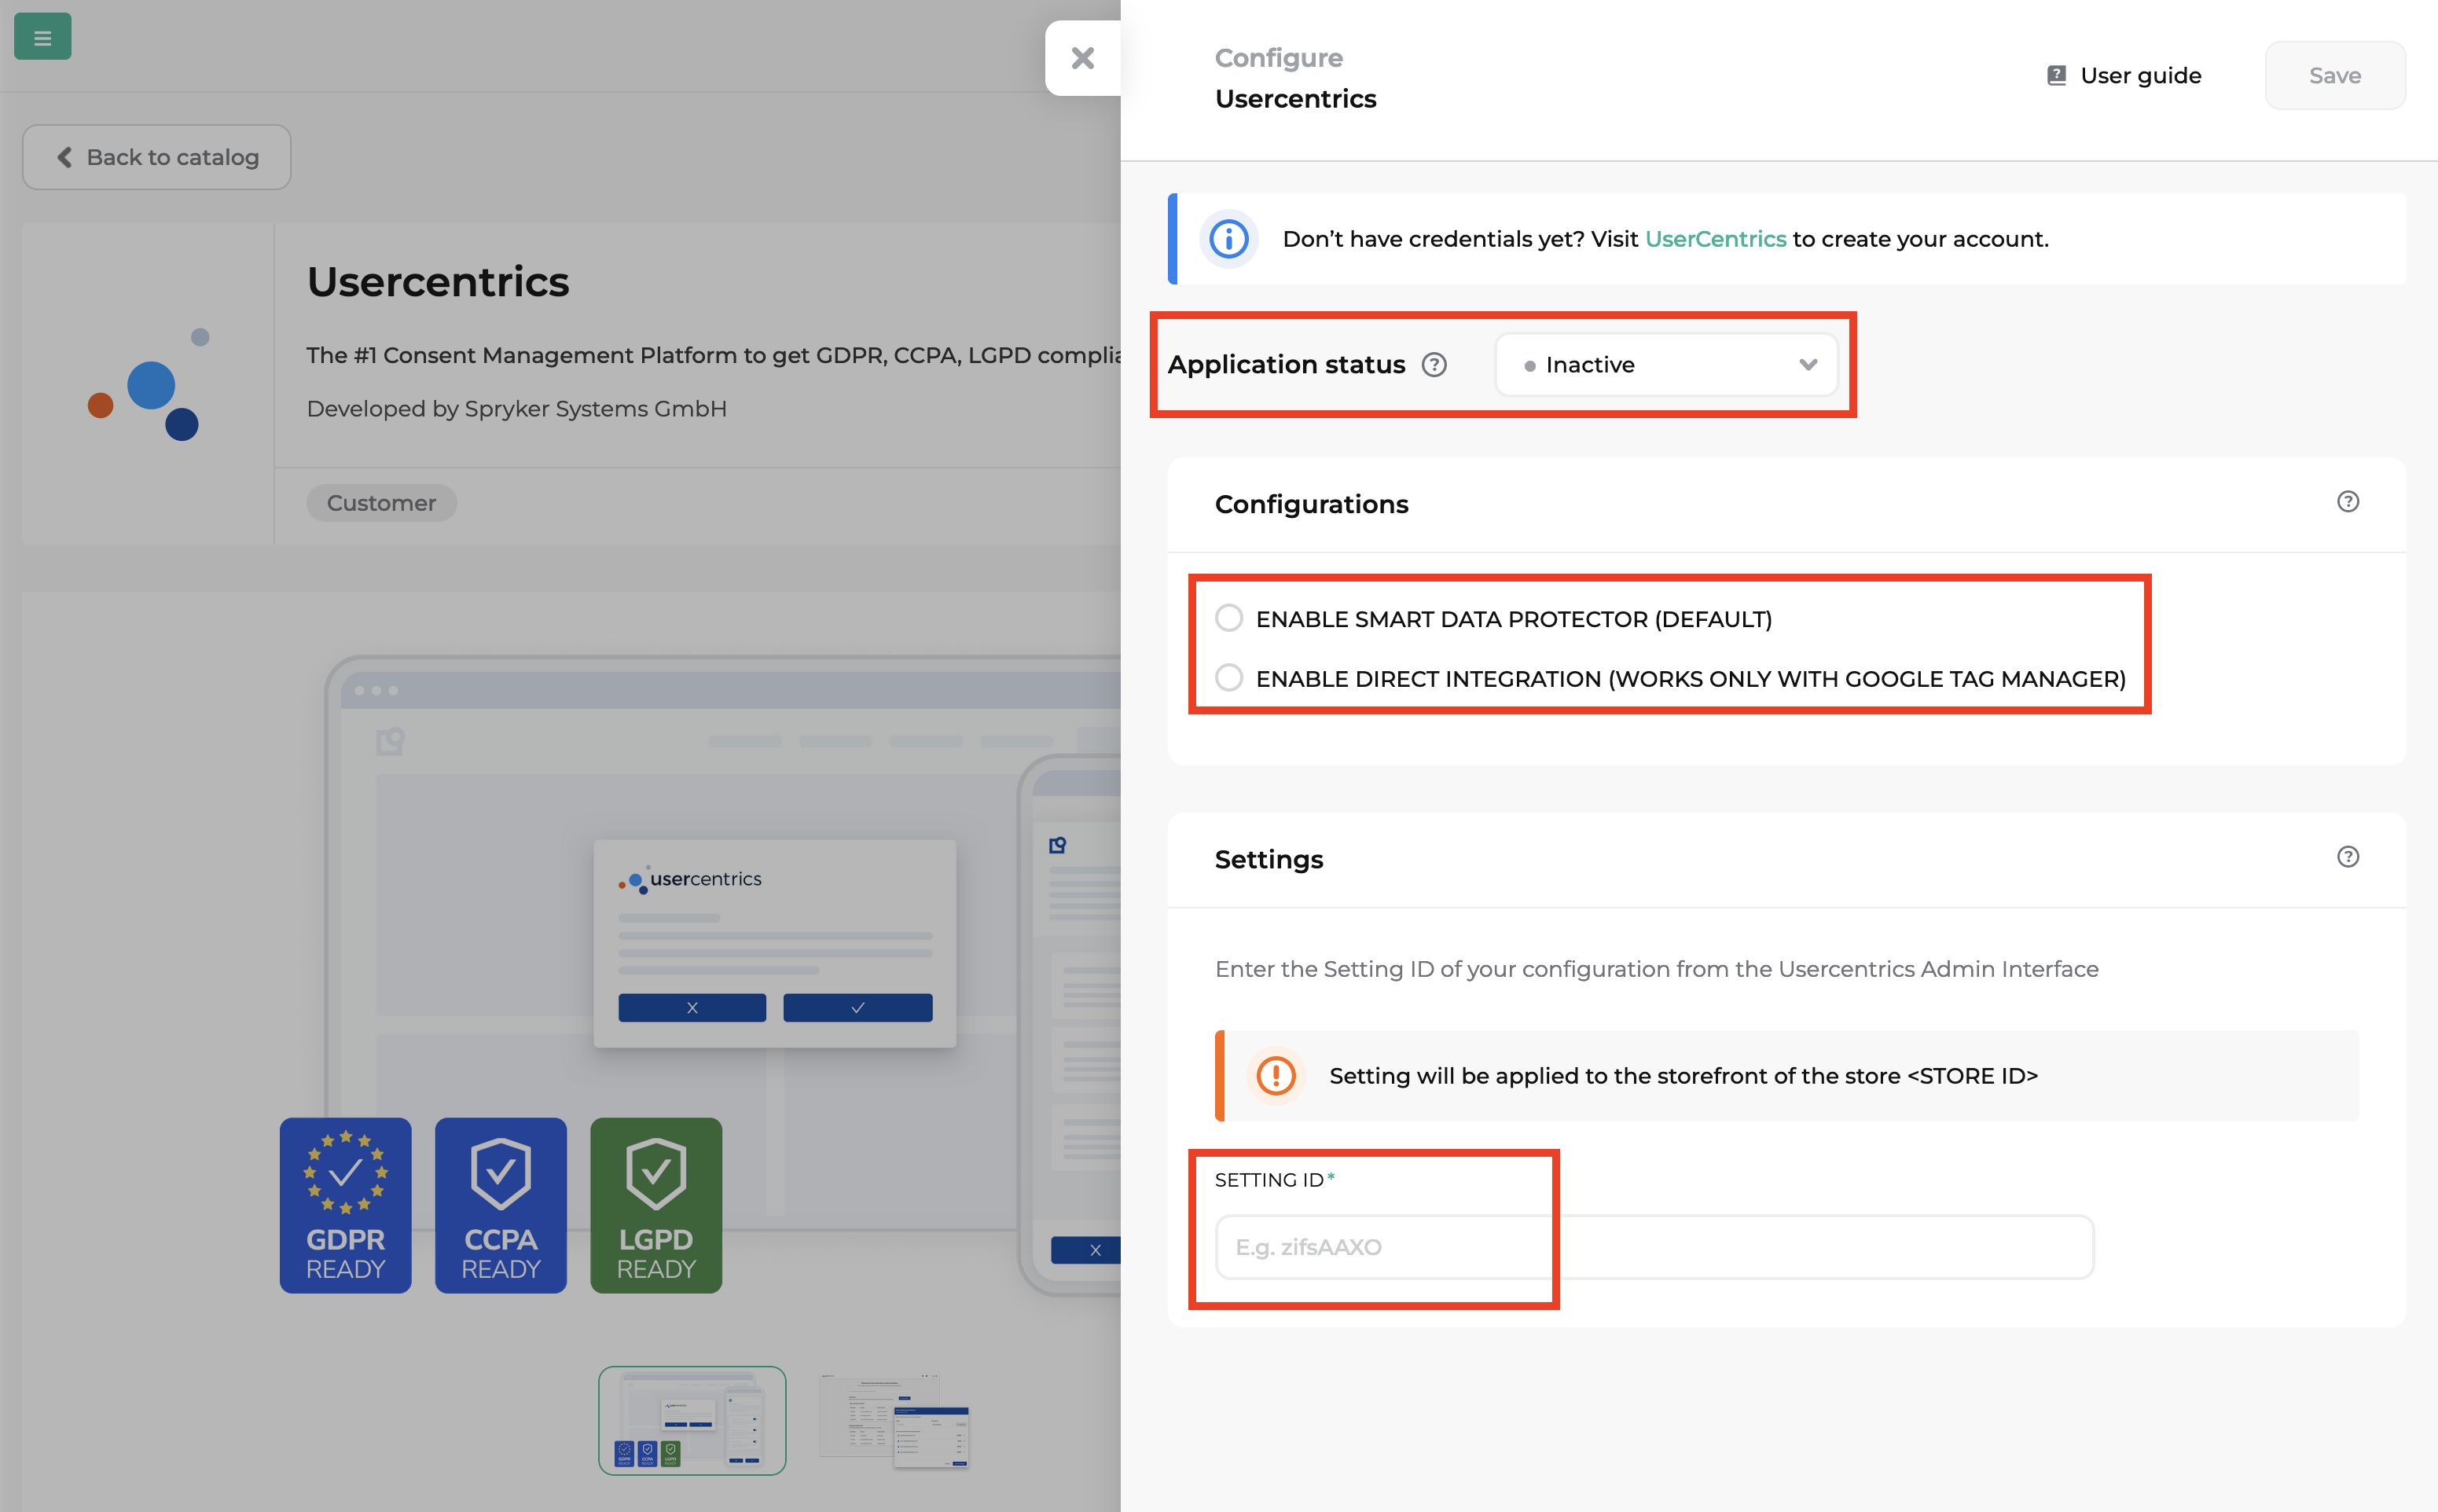 Back to catalog
Usercentrics
The #1 Consent Management Platform to get GDPR, CCPA, LGPD
Developed by Spryker Systems GmbH
Customer
usercentrics
GDPR
READY
CCPA
READY
LGPD
READY
Configure
Usercentrics
User guide
Save
Don’t have credentials yet? Visit UserCentrics to create your account.
Application status
Inactive
Configurations
ENABLE SMART DATA PROTECTOR (DEFAULT)
ENABLE DIRECT INTEGRATION (WORKS ONLY WITH GOOGLE TAG MANAGER)
Settings
Enter the Setting ID of your configuration from the Usercentrics Admin Interface
Setting will be applied to the storefront of the store <STORE ID>
SETTING ID*
E.g. zifsAAXO